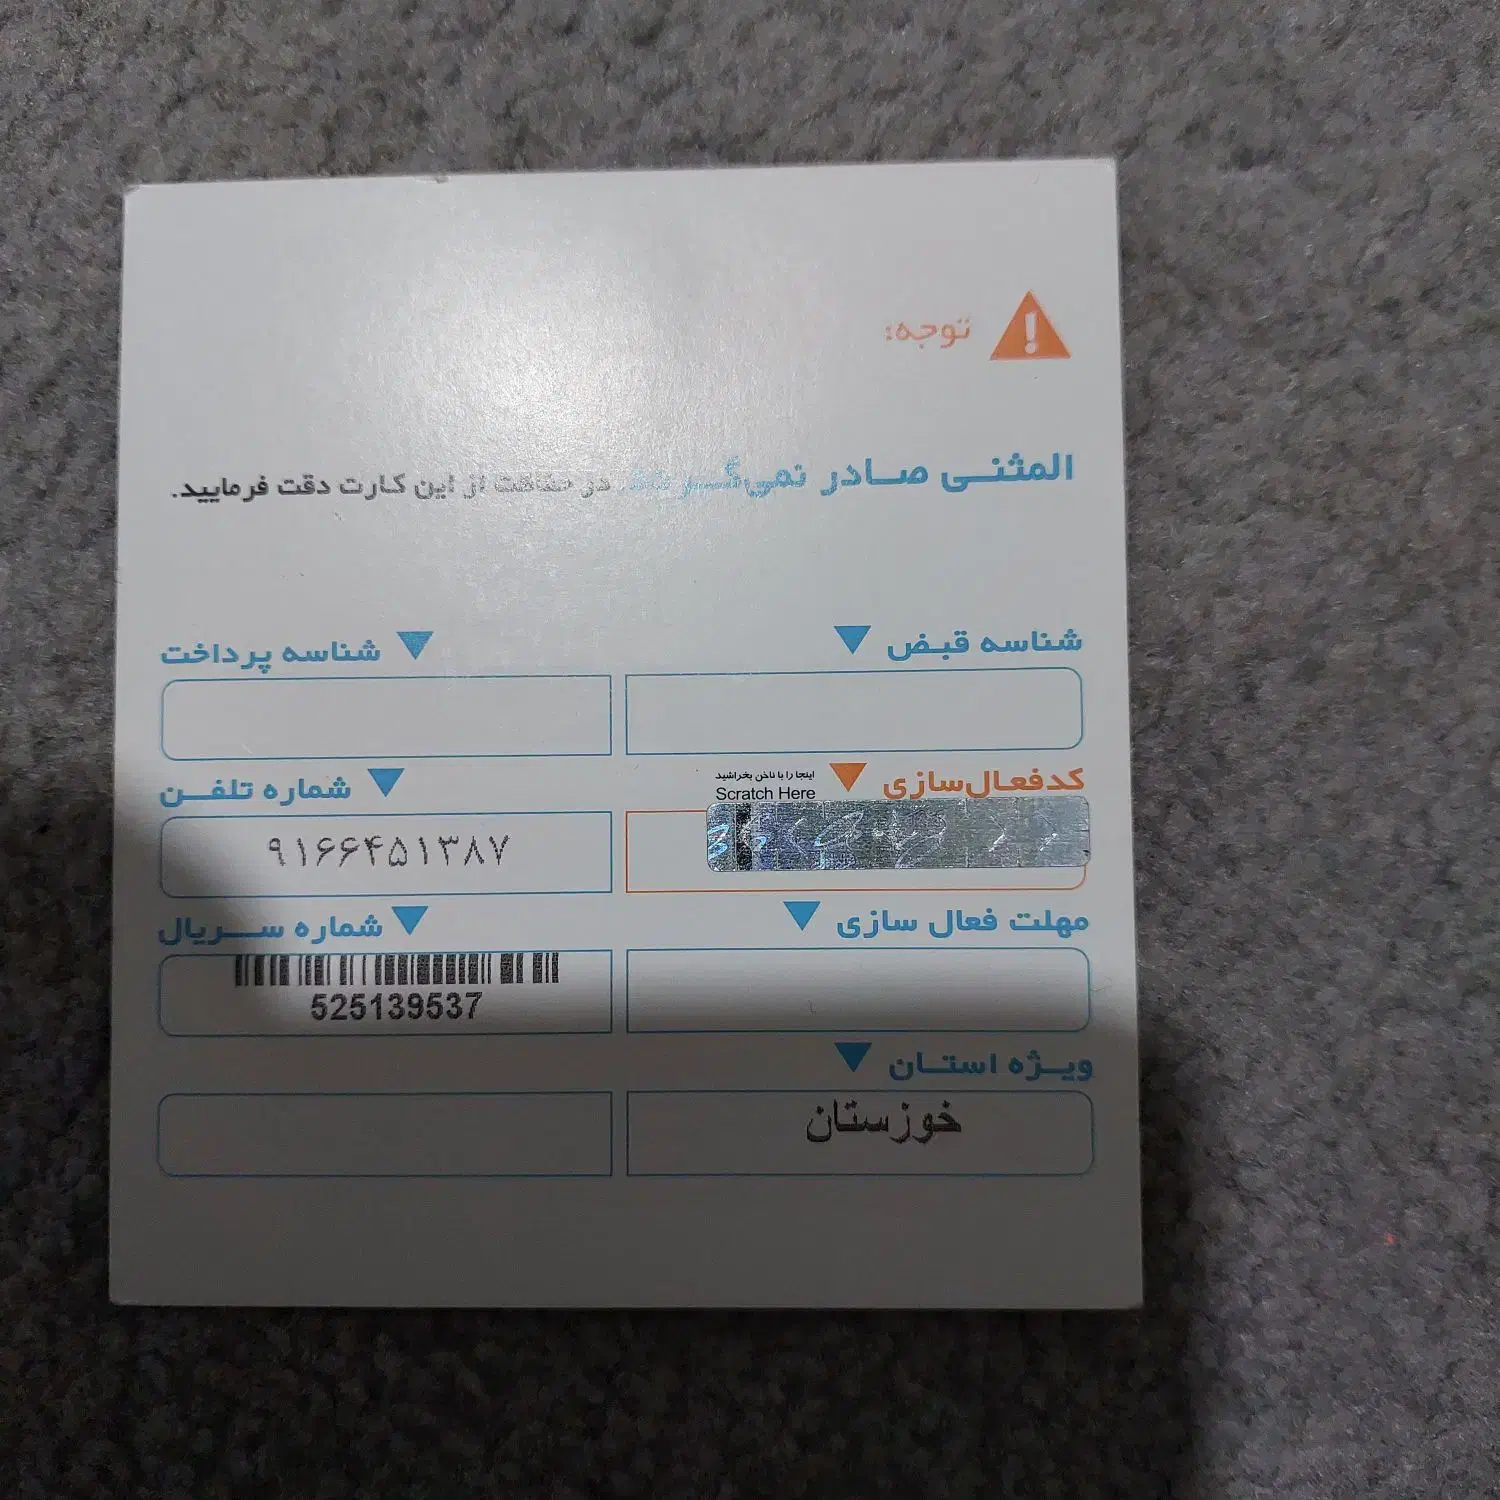 توجه:
المثنی صادر نمی‌گردد. در حفاظت از این کارت دقت فرمایید.
شناسه قبض
شناسه پرداخت
کدفعال‌سازی
اینجا را با ناخن بخراشید
Scratch Here
شماره تلفن
۹۱۶۶۴۵۱۳۸۷
مهلت فعال سازی
شماره سریال
525139537
ویژه استان
خوزستان